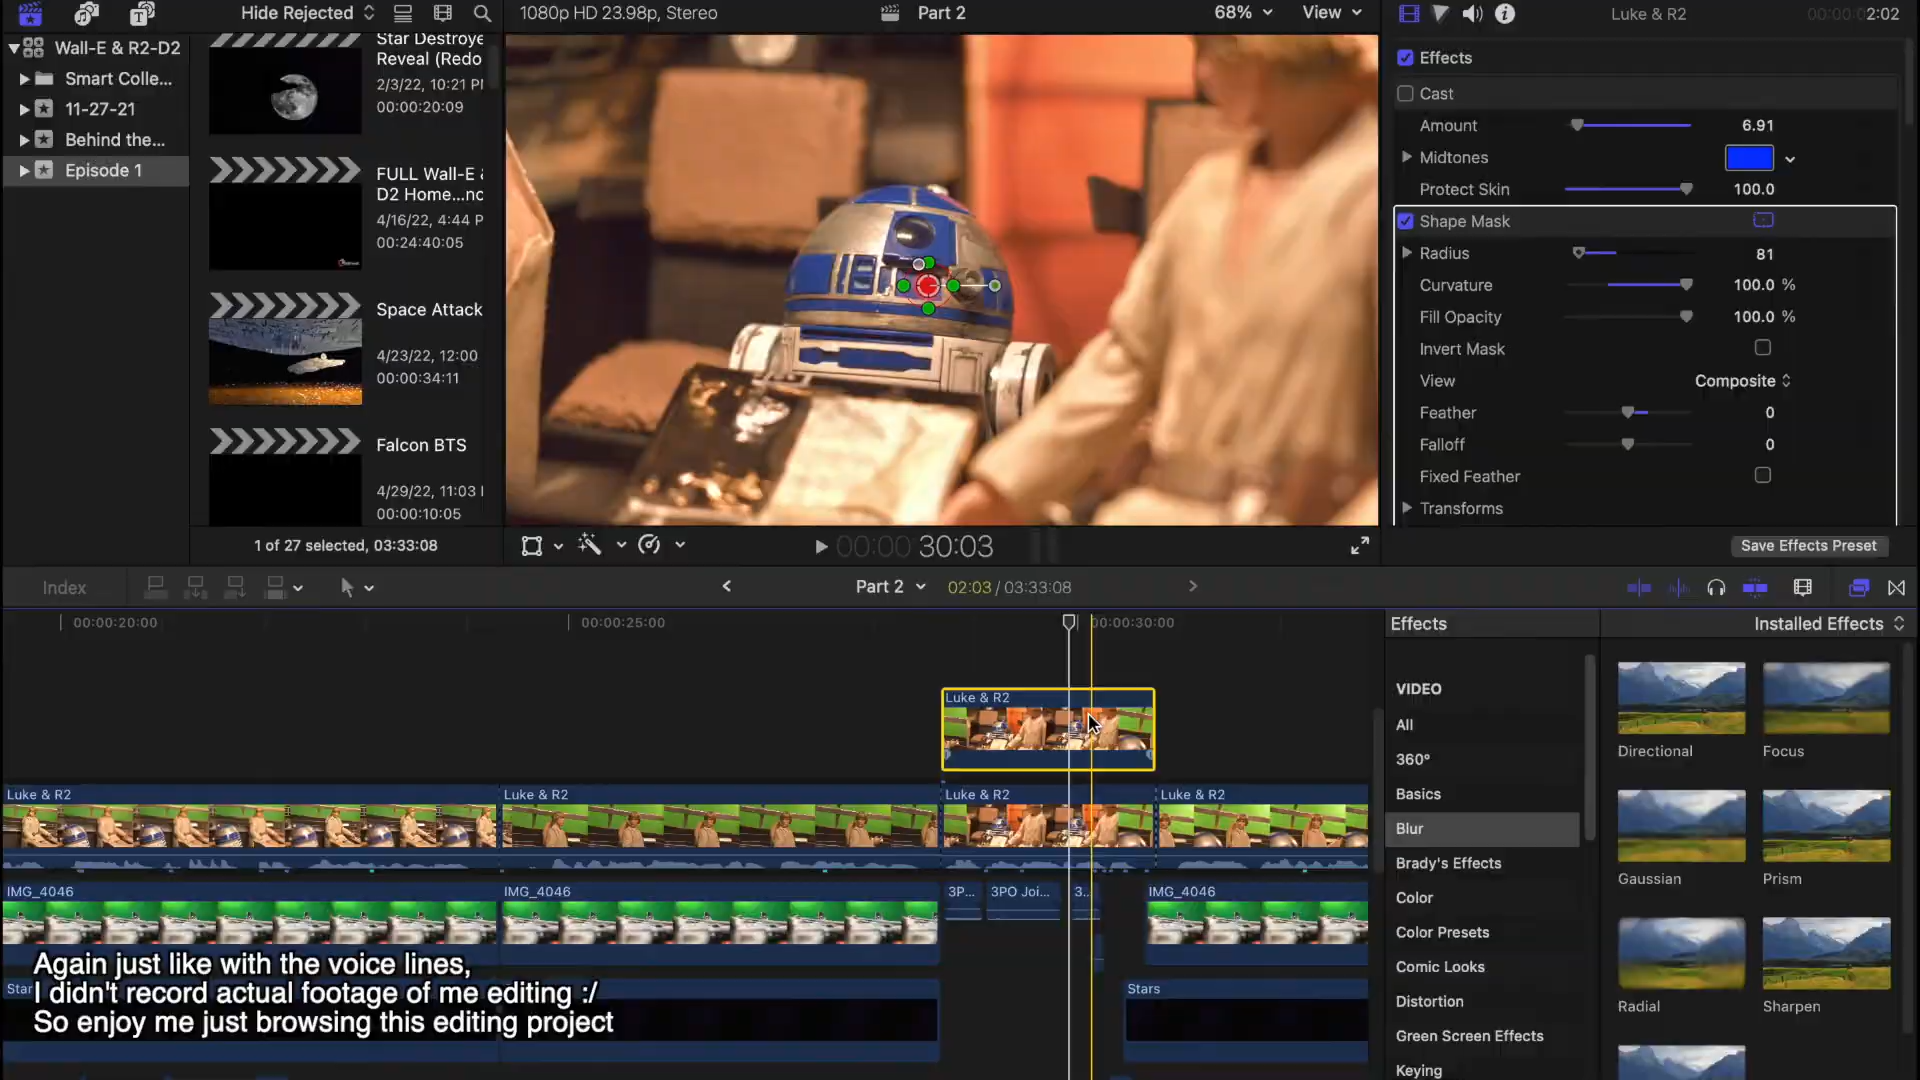 Hide Rejected
1080p HD 23.98p, Stereo
Part 2
68%
View
Luke & R2
00:00:02:02
Wall-E & R2-D2
Smart Colle...
11-27-21
Behind the...
Episode 1
Star Destroye
Reveal (Redo
2/3/22, 10:21 P
00:00:20:09
FULL Wall-E &
D2 Home...no
4/16/22, 4:44 P
00:24:40:05
Space Attack
4/23/22, 12:00
00:00:34:11
Falcon BTS
4/29/22, 11:03
00:00:10:05
1 of 27 selected, 03:33:08
00:00:30:03
Effects
Cast
Amount 6.91
Midtones
Protect Skin 100.0
Shape Mask
Radius 81
Curvature 100.0 %
Fill Opacity 100.0 %
Invert Mask
View Composite
Feather 0
Falloff 0
Fixed Feather
Transforms
Save Effects Preset
Index
Part 2
02:03 / 03:33:08
00:00:20:00
00:00:25:00
00:00:30:00
Luke & R2
Luke & R2
Luke & R2
Luke & R2
Luke & R2
IMG_4046
IMG_4046
3P...
3PO Joi...
3...
IMG_4046
Star
Stars
Again just like with the voice lines,
I didn't record actual footage of me editing :/
So enjoy me just browsing this editing project
Effects
Installed Effects
VIDEO
All
360°
Basics
Blur
Brady's Effects
Color
Color Presets
Comic Looks
Distortion
Green Screen Effects
Keying
Directional
Focus
Gaussian
Prism
Radial
Sharpen